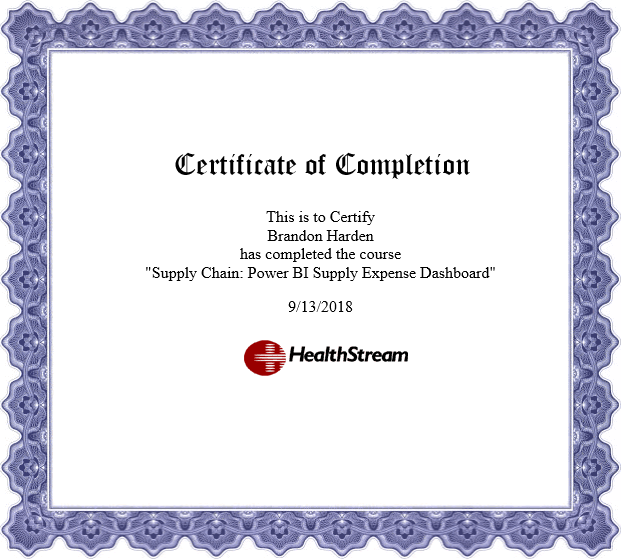 Certificate of Completion
This is to Certify
Brandon Harden
has completed the course
"Supply Chain: Power BI Supply Expense Dashboard"
9/13/2018
HealthStream